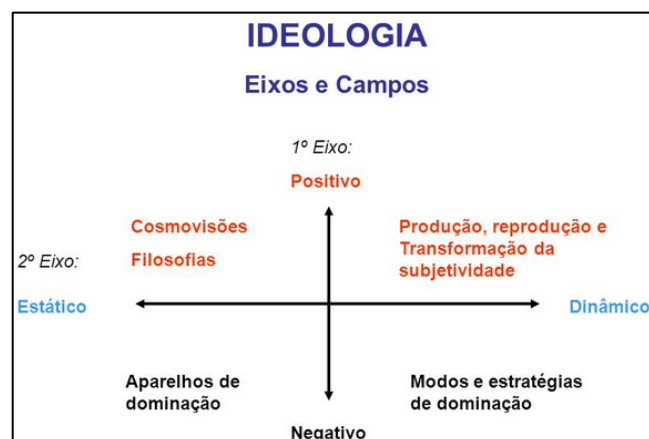 IDEOLOGIA
Eixos e Campos
1º Eixo:
Positivo
Cosmovisões
Filosofias
Produção, reprodução e
Transformação da
subjetividade
2º Eixo:
Estático
Dinâmico
Aparelhos de
dominação
Modos e estratégias
de dominação
Negativo